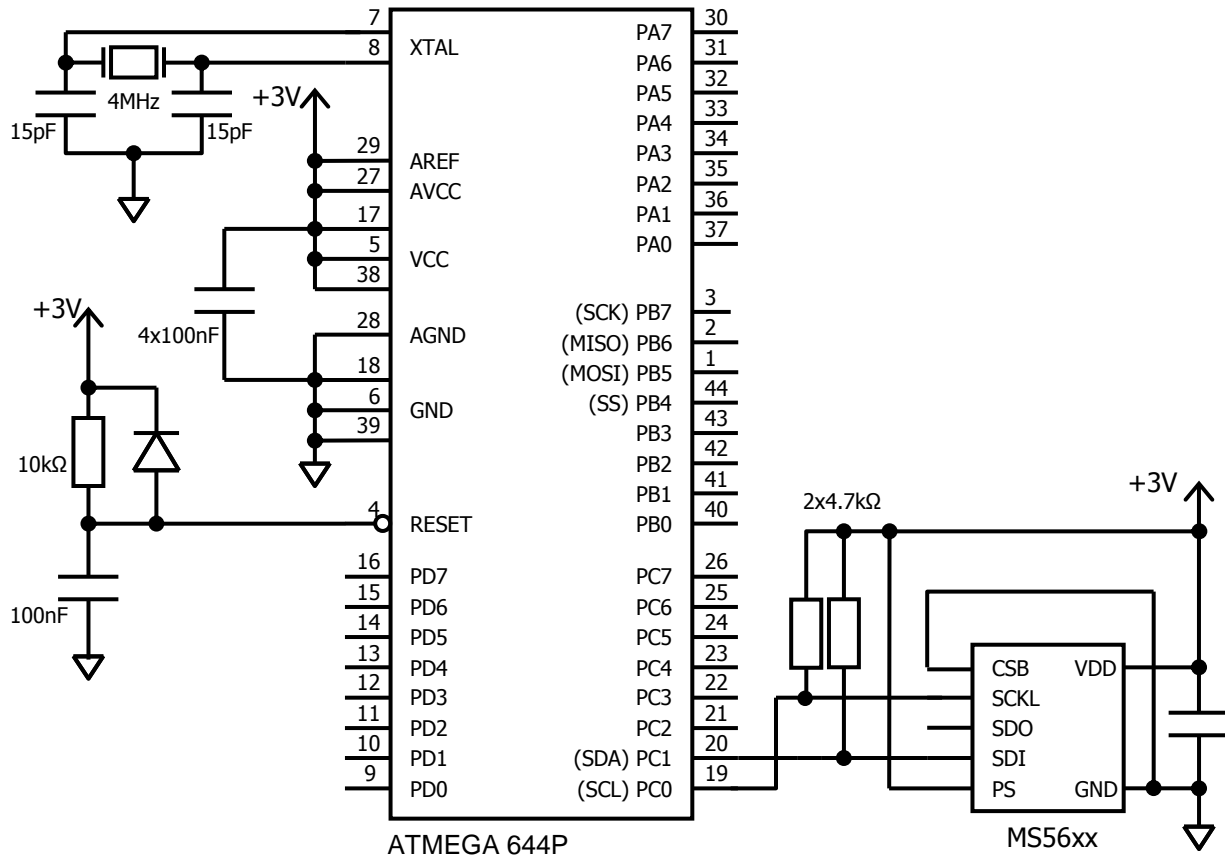 7
8
XTAL
4MHz
15pF
15pF
+3V
29
AREF
27
AVCC
17
5
VCC
38
4x100nF
28
AGND
18
6
GND
39
+3V
10kΩ
4
RESET
100nF
16
PD7
15
PD6
14
PD5
13
PD4
12
PD3
11
PD2
10
PD1
9
PD0
PA7
30
PA6
31
PA5
32
PA4
33
PA3
34
PA2
35
PA1
36
PA0
37
(SCK) PB7
3
(MISO) PB6
2
(MOSI) PB5
1
(SS) PB4
44
PB3
43
PB2
42
PB1
41
PB0
40
PC7
26
PC6
25
PC5
24
PC4
23
PC3
22
PC2
21
(SDA) PC1
20
(SCL) PC0
19
ATMEGA 644P
2x4.7kΩ
+3V
CSB
VDD
SCKL
SDO
SDI
PS
GND
MS56xx